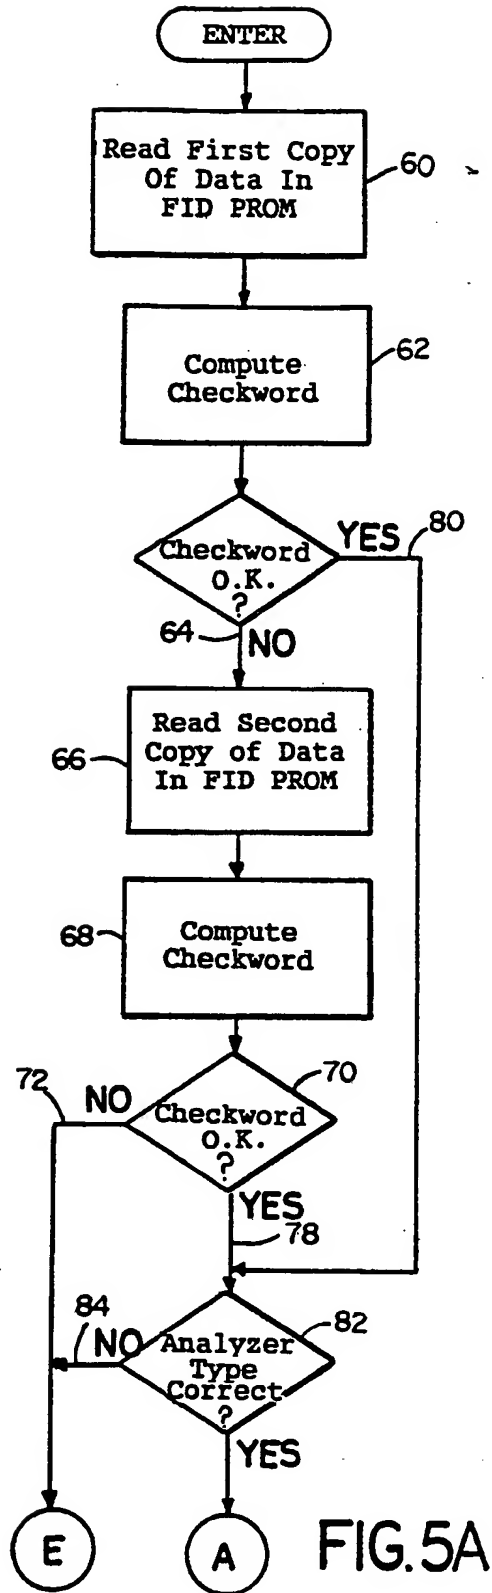 ENTER
Read First Copy
Of Data In
FID PROM
60
Compute
Checkword
62
Checkword
O.K.
?
YES
80
64
NO
Read Second
Copy of Data
In FID PROM
66
Compute
Checkword
68
Checkword
O.K.
?
70
72
NO
YES
78
Analyzer
Type
Correct
?
82
84
NO
YES
E
A
FIG.5A